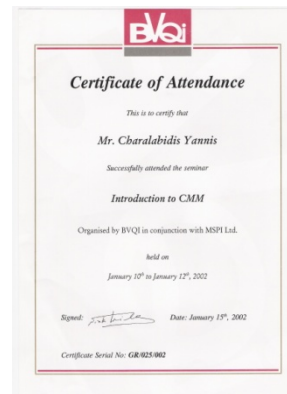 BVQi
Certificate of Attendance
This is to certify that
Mr. Charalabidis Yannis
Successfully attended the seminar
Introduction to CMM
Organised by BVQI in conjunction with MSPI Ltd.
held on
January 10th to January 12th, 2002
Signed: Date: January 15th, 2002
Certificate Serial No: GR/025/002